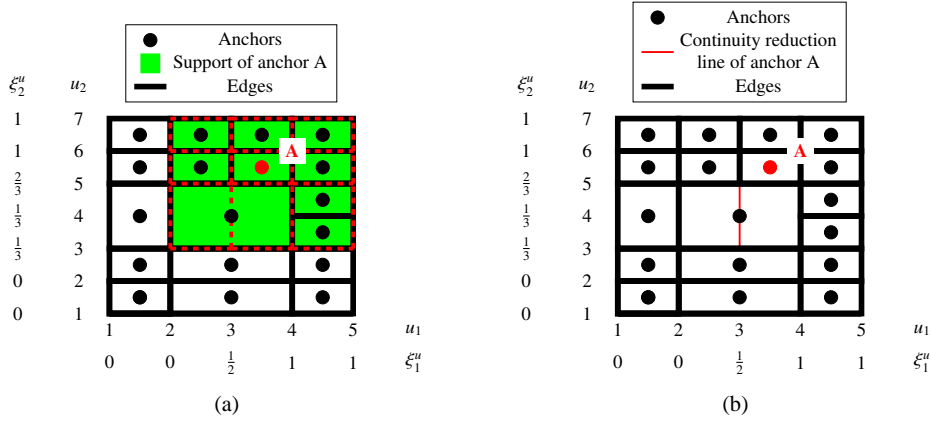 Anchors
Support of anchor A
Edges
ξ₂ᵘ u₂
1 7
1 6
2/3 5
1/3 4
1/3 3
0 2
0 1
A
1 2 3 4 5 u₁
0 0 1/2 1 1 ξ₁ᵘ
(a)
Anchors
Continuity reduction
line of anchor A
Edges
ξ₂ᵘ u₂
1 7
1 6
2/3 5
1/3 4
1/3 3
0 2
0 1
A
1 2 3 4 5 u₁
0 0 1/2 1 1 ξ₁ᵘ
(b)